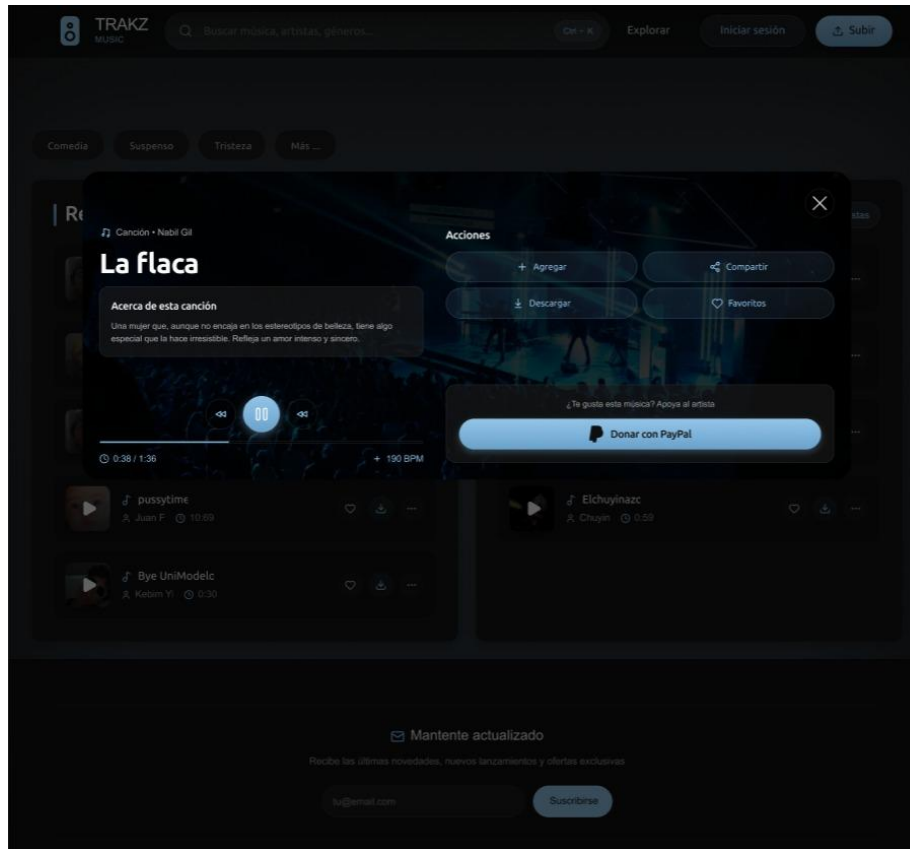 TRAKZ
MUSIC
Buscar música, artistas, géneros...
Ctrl + K
Explorar
Iniciar sesión
Subir
Comedia
Suspenso
Tristeza
Más ...
Re
stas
Canción • Nabil Gil
La flaca
Acerca de esta canción
Una mujer que, aunque no encaja en los estereotipos de belleza, tiene algo
especial que la hace irresistible. Refleja un amor intenso y sincero.
0:38 / 1:36
190 BPM
Acciones
Agregar
Compartir
Descargar
Favoritos
¿Te gusta esta música? Apoya al artista
Donar con PayPal
pussytime
Juan F 10:69
Elchuyinazc
Chuyin 0:59
Bye UniModelc
Kebim Yi 0:30
Mantente actualizado
Recibe las últimas novedades, nuevos lanzamientos y ofertas exclusivas
tu@email.com
Suscribirse